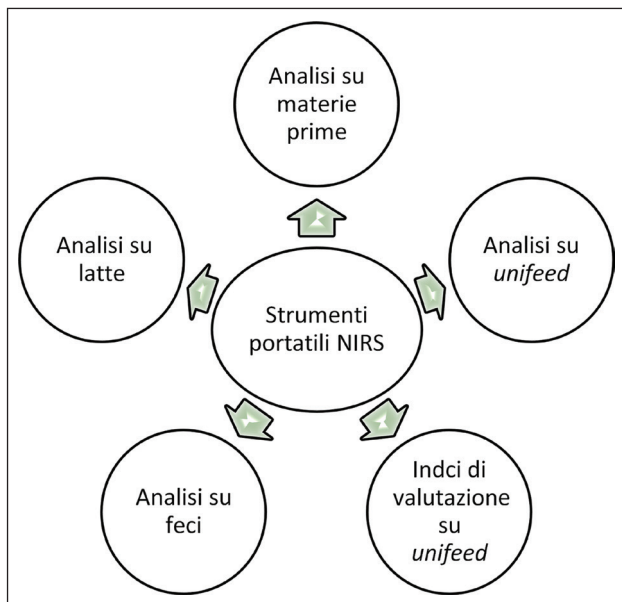 Analisi su
materie
prime
Analisi su
latte
Analisi su
unifeed
Strumenti
portatili NIRS
Analisi su
feci
Indci di
valutazione
su
unifeed